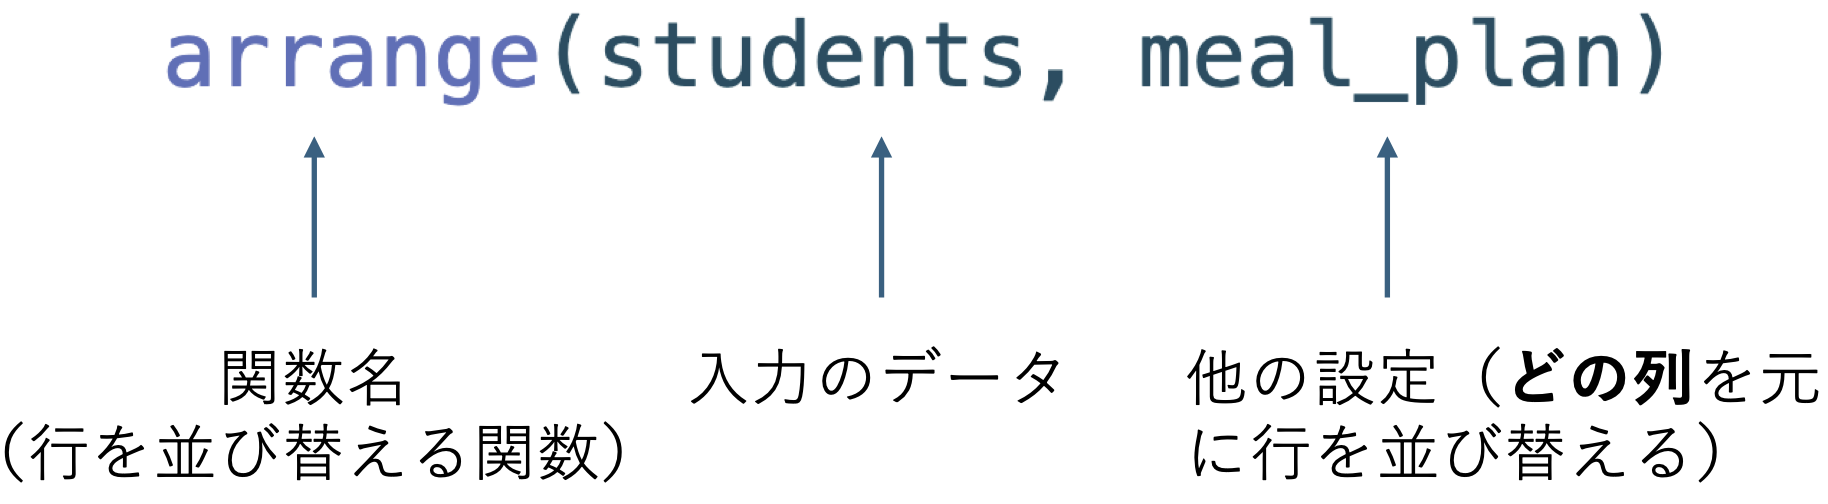 arrange(students, meal_plan)
関数名
（行を並び替える関数）
入力のデータ
他の設定（どの列を元
に行を並び替える）